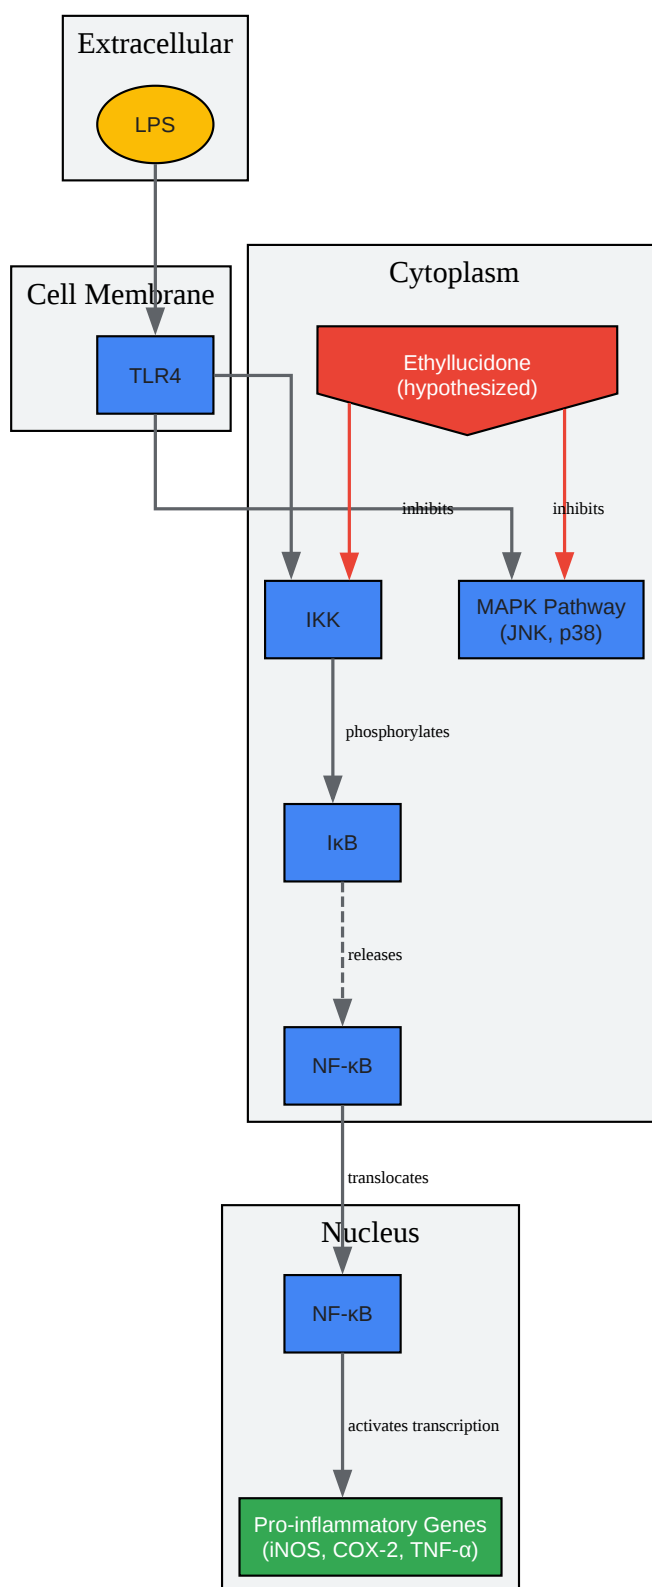 Extracellular
LPS
Cell Membrane
TLR4
Cytoplasm
Ethyllucidone
(hypothesized)
inhibits
inhibits
IKK
MAPK Pathway
(JNK, p38)
phosphorylates
IκB
releases
NF-κB
translocates
Nucleus
NF-κB
activates transcription
Pro-inflammatory Genes
(iNOS, COX-2, TNF-α)